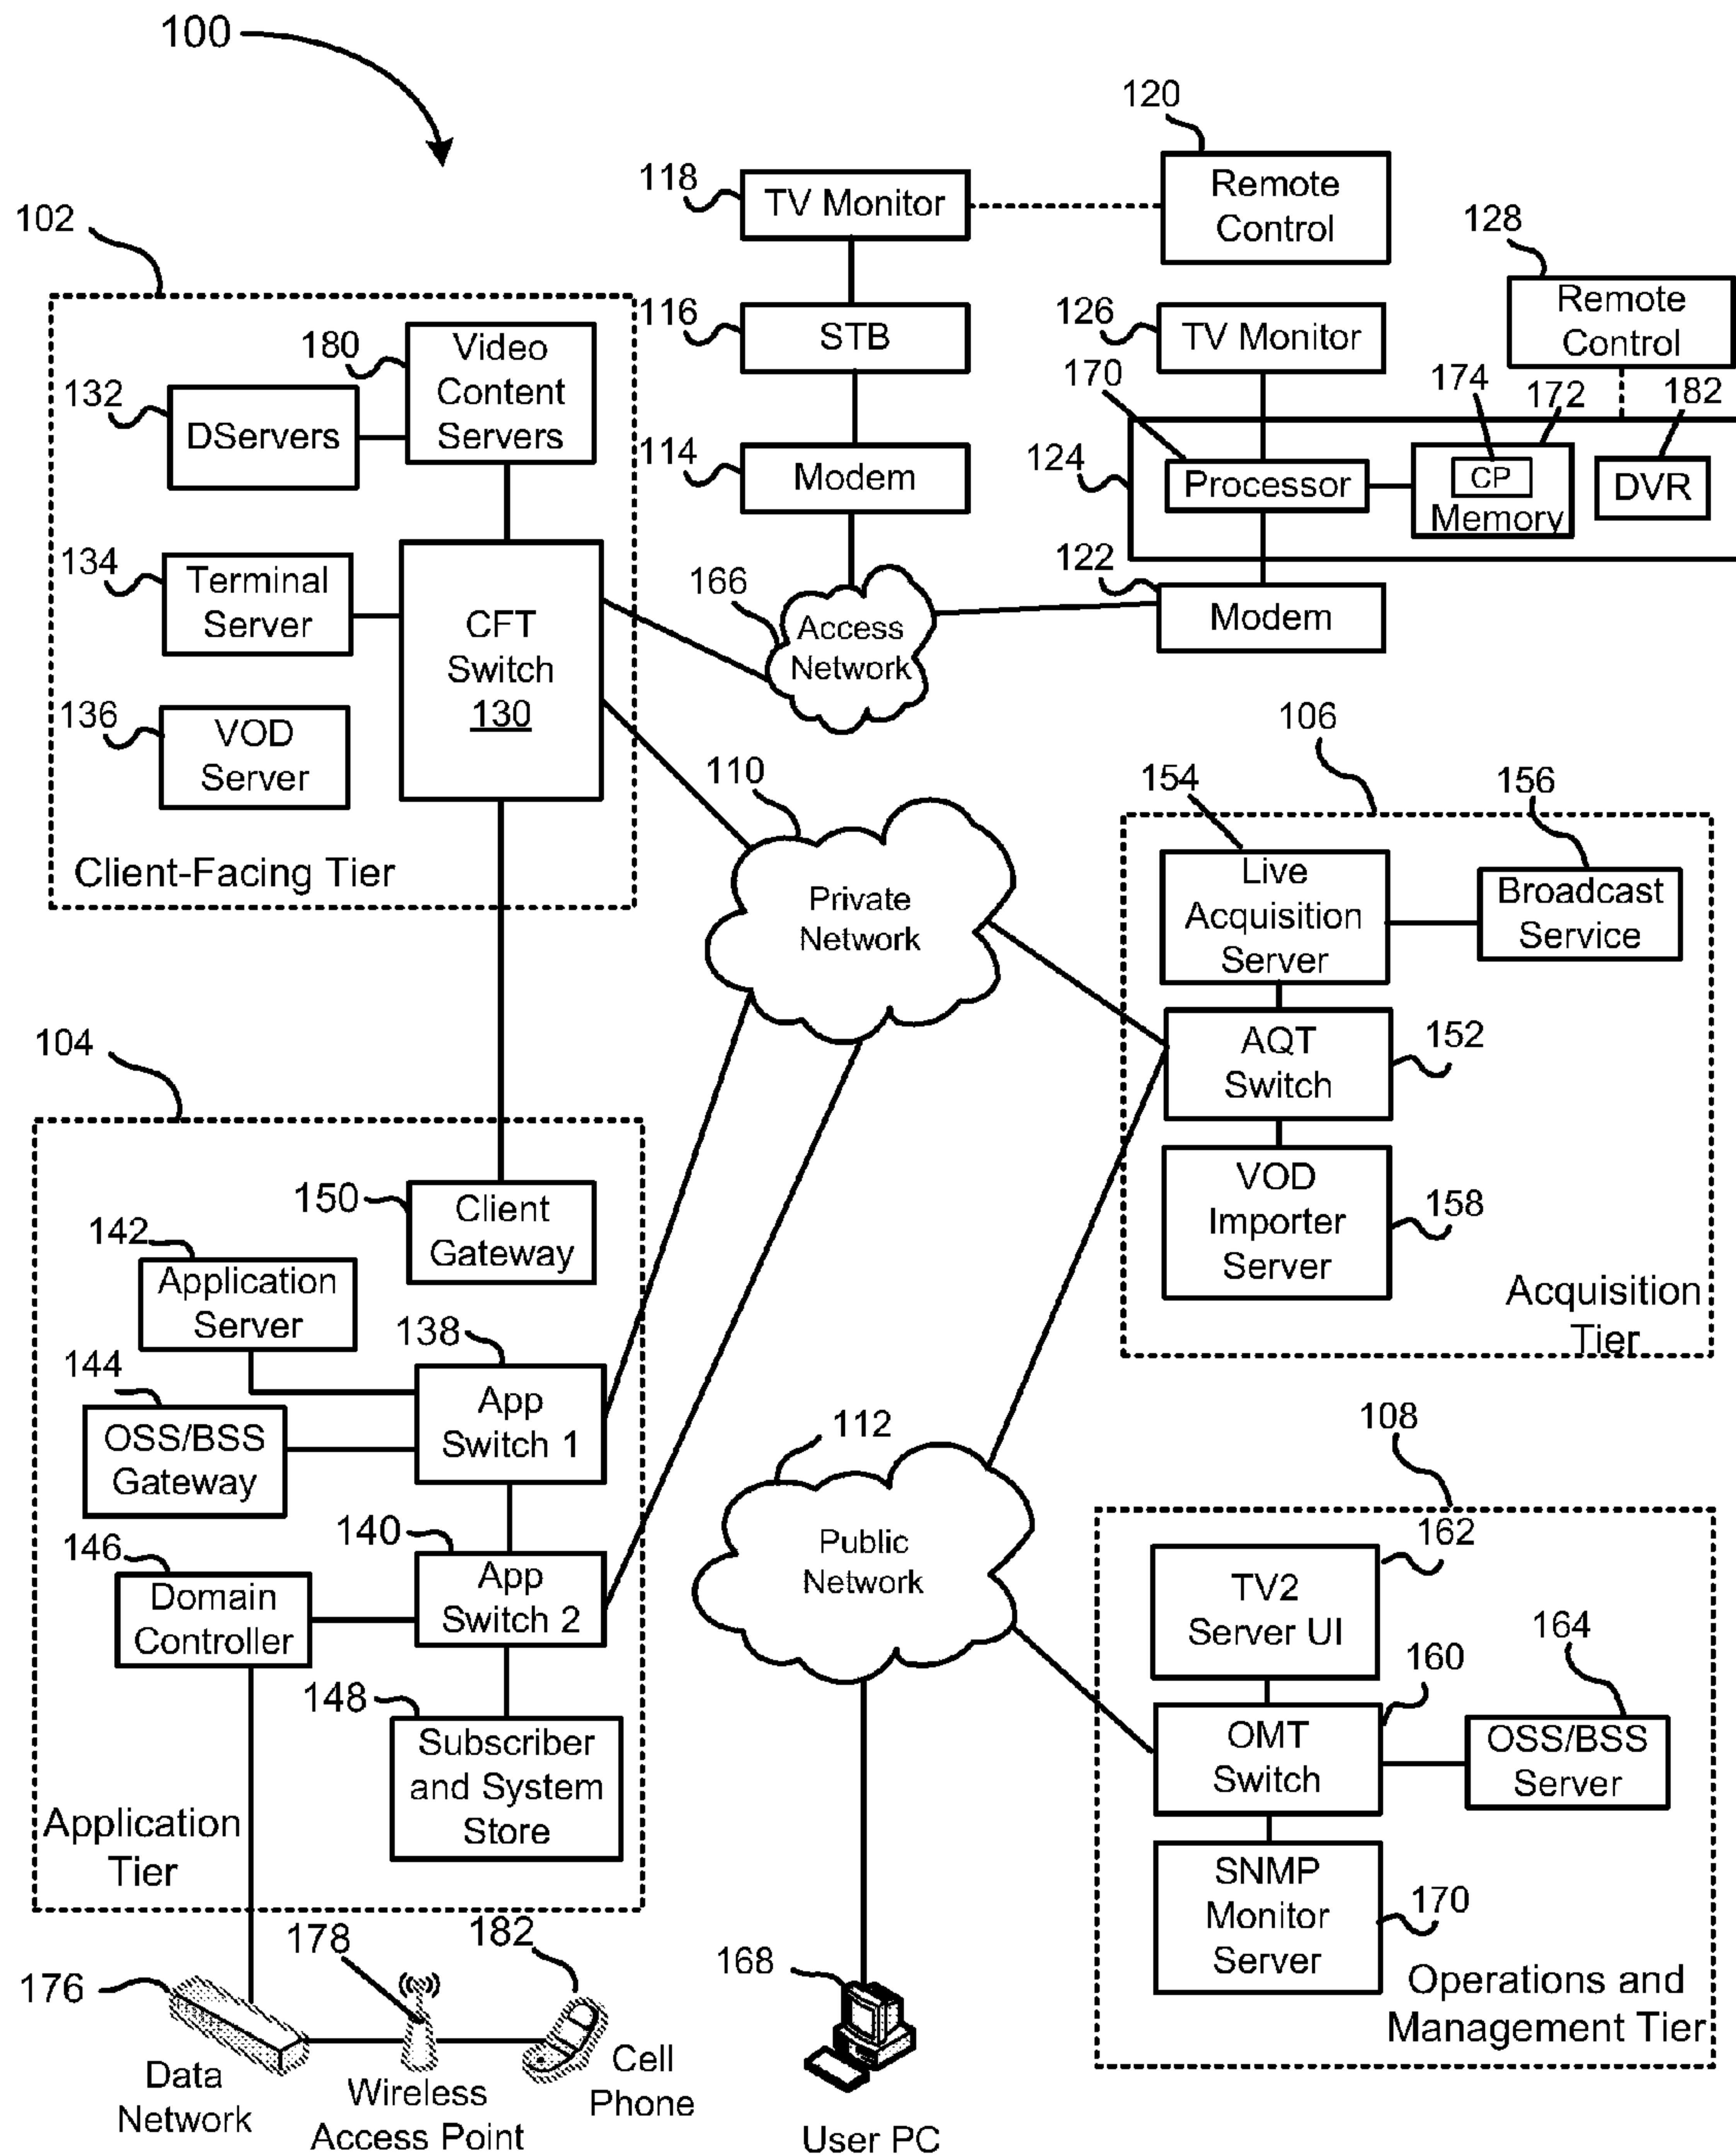 100
120
118
TV Monitor
Remote
Control
128
Remote
Control
102
116
STB
126
TV Monitor
180
Video
Content
Servers
170
174
172
182
132
DServers
114
Modem
124
Processor
CP
Memory
DVR
134
Terminal
Server
CFT
Switch
130
166
Access
Network
122
Modem
136
VOD
Server
Client-Facing Tier
110
Private
Network
106
154
156
Live
Acquisition
Server
Broadcast
Service
AQT
Switch
152
VOD
Importer
Server
158
Acquisition
Tier
104
150
Client
Gateway
142
Application
Server
138
144
App
Switch 1
OSS/BSS
Gateway
140
146
App
Switch 2
Domain
Controller
148
Subscriber
and System
Store
Application
Tier
112
Public
Network
108
162
TV2
Server UI
160
164
OMT
Switch
OSS/BSS
Server
SNMP
Monitor
Server
170
Operations and
Management Tier
176
178
182
168
Data
Network
Wireless
Access Point
Cell
Phone
User PC